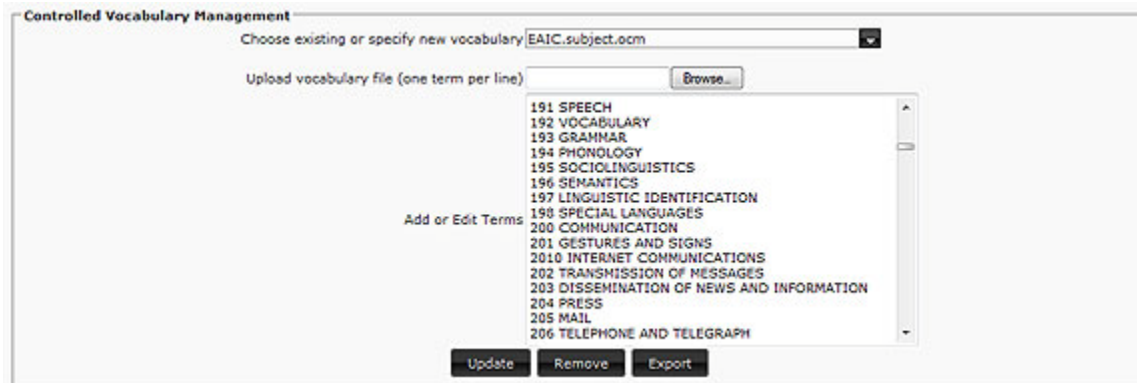 Controlled Vocabulary Management
Choose existing or specify new vocabulary EAIC.subject.ocm
Upload vocabulary file (one term per line) Browse...
191 SPEECH
192 VOCABULARY
193 GRAMMAR
194 PHONOLOGY
195 SOCIOLINGUISTICS
196 SEMANTICS
197 LINGUISTIC IDENTIFICATION
198 SPECIAL LANGUAGES
Add or Edit Terms
200 COMMUNICATION
201 GESTURES AND SIGNS
2010 INTERNET COMMUNICATIONS
202 TRANSMISSION OF MESSAGES
203 DISSEMINATION OF NEWS AND INFORMATION
204 PRESS
205 MAIL
206 TELEPHONE AND TELEGRAPH
Update Remove Export